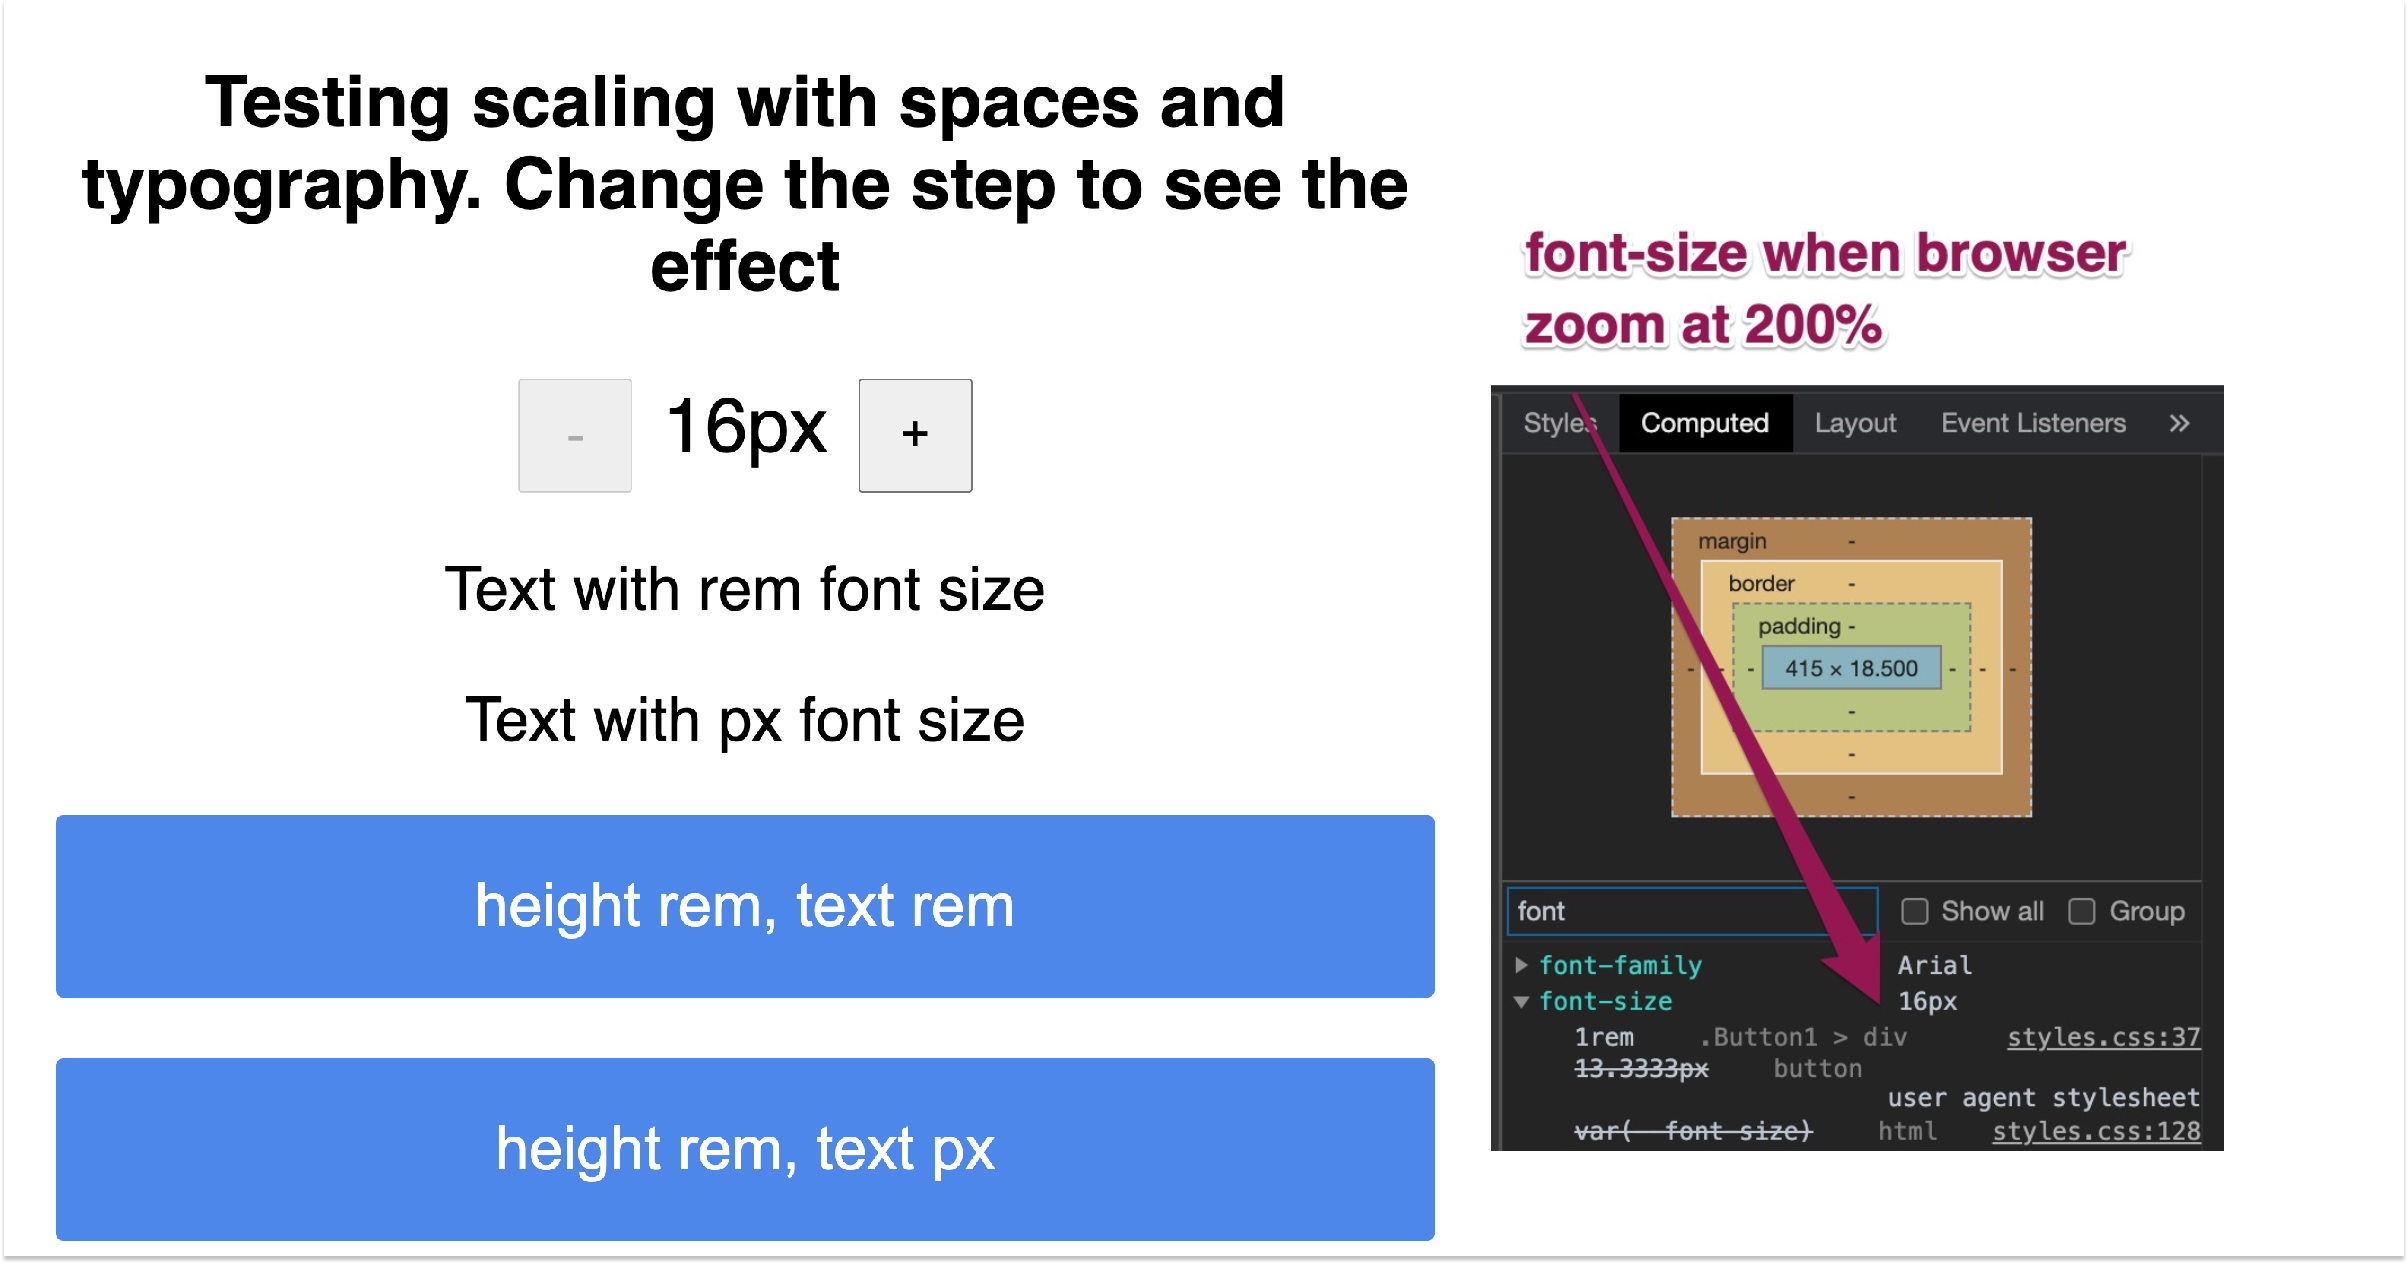 Testing scaling with spaces and
typography. Change the step to see the
effect
- 16px +
Text with rem font size
Text with px font size
height rem, text rem
height rem, text px
font-size when browser
zoom at 200%
Styles Computed Layout Event Listeners »
margin -
border -
padding -
- - - 415 × 18.500 - - -
-
-
-
font Show all Group
font-family Arial
font-size 16px
1rem .Button1 > div styles.css:37
13.3333px button
user agent stylesheet
var(--font-size) html styles.css:128